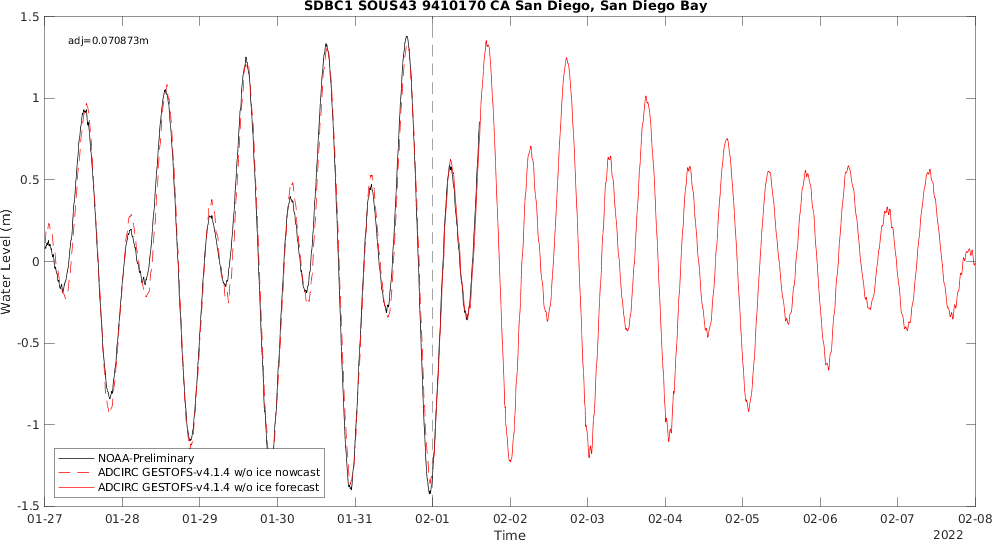 SDBC1 SOUS43 9410170 CA San Diego, San Diego Bay
adj=0.070873m
1.5
1
0.5
0
-0.5
-1
-1.5
Water Level (m)
NOAA-Preliminary
ADCIRC GESTOFS-v4.1.4 w/o ice nowcast
ADCIRC GESTOFS-v4.1.4 w/o ice forecast
01-27 01-28 01-29 01-30 01-31 02-01 02-02 02-03 02-04 02-05 02-06 02-07 02-08
Time
2022